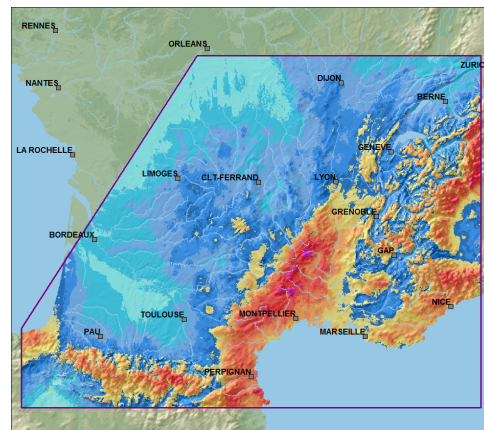 RENNES
ORLEANS
DIJON
ZURIC
NANTES
BERNE
LA ROCHELLE
GENEVE
LIMOGES
CLT-FERRAND
LYON
GRENOBLE
BORDEAUX
GAP
NICE
TOULOUSE
MONTPELLIER
PAU
MARSEILLE
PERPIGNAN